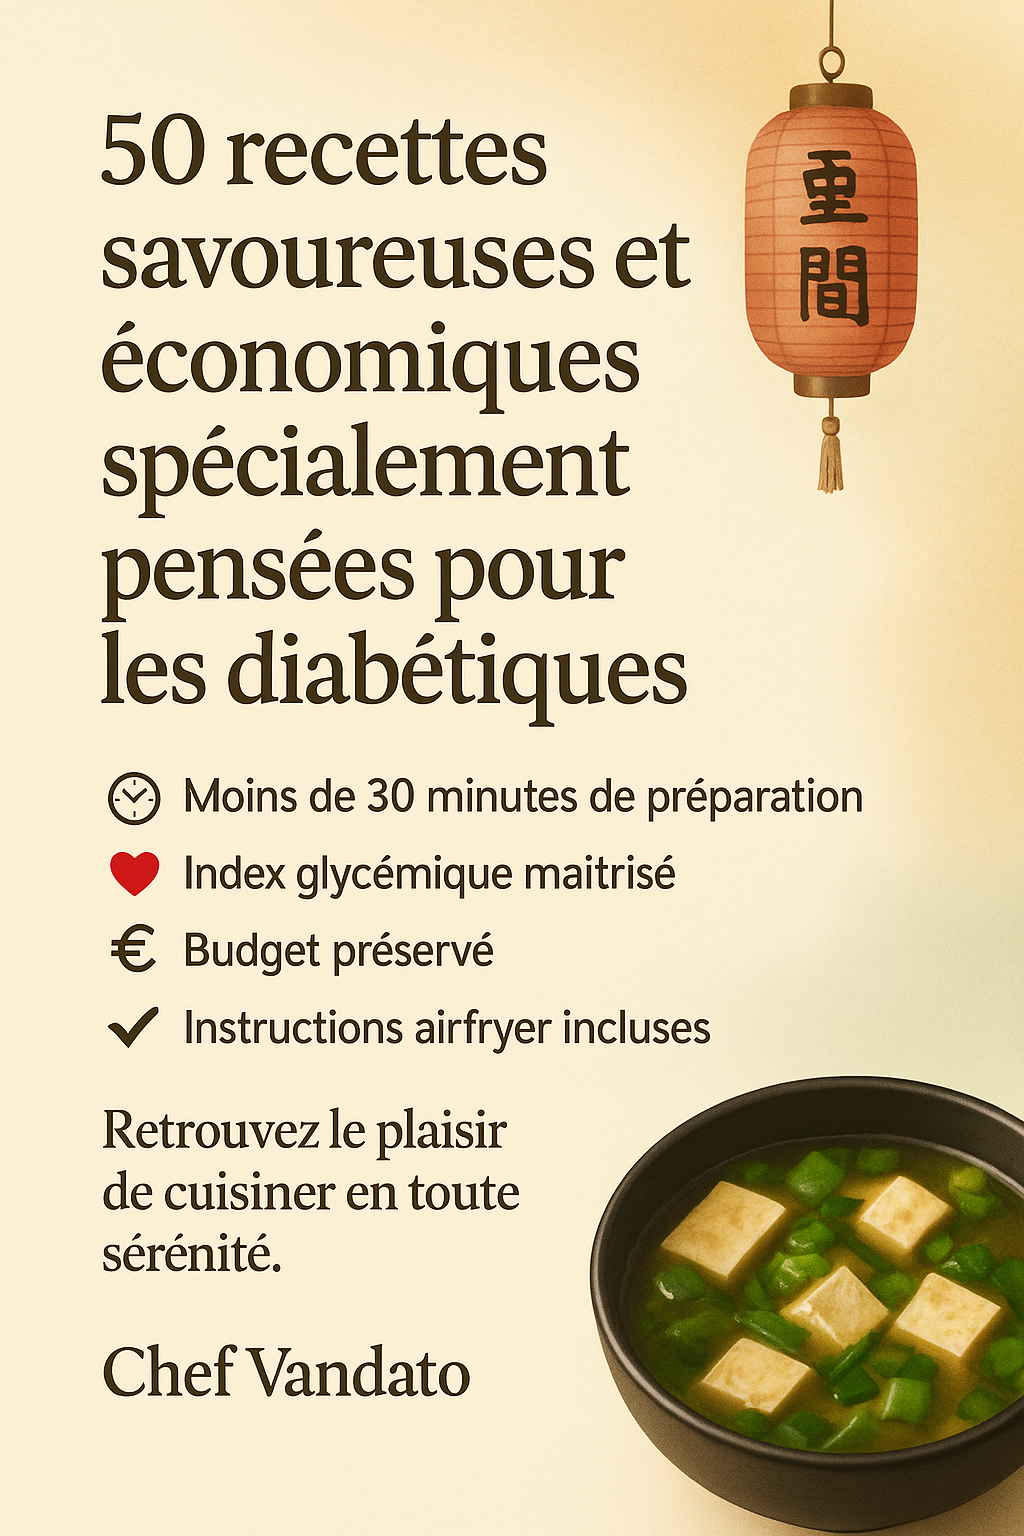 50 recettes
savoureuses et
économiques
spécialement
pensées pour
les diabétiques
Moins de 30 minutes de préparation
Index glycémique maitrisé
€ Budget préservé
Instructions airfryer incluses
Retrouvez le plaisir
de cuisiner en toute
sérénité.
Chef Vandato
間